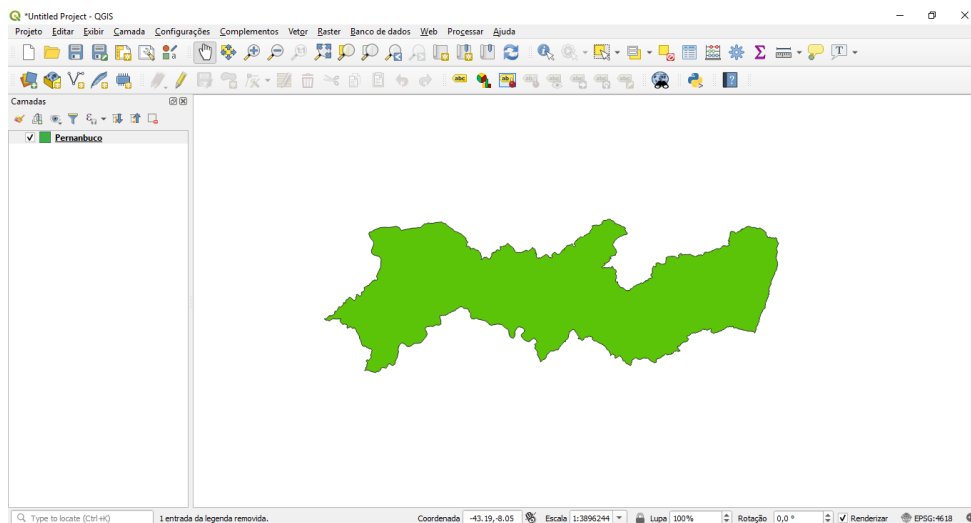 *Untitled Project - QGIS
Projeto Editar Exibir Camada Configurações Complementos Vetor Raster Banco de dados Web Processar Ajuda
Camadas
Pernanbuco
Type to locate (Ctrl+K) 1 entrada da legenda removida. Coordenada -43.19,-8.05 Escala 1:3896244 Lupa 100% Rotação 0,0 ° Renderizar EPSG:4618